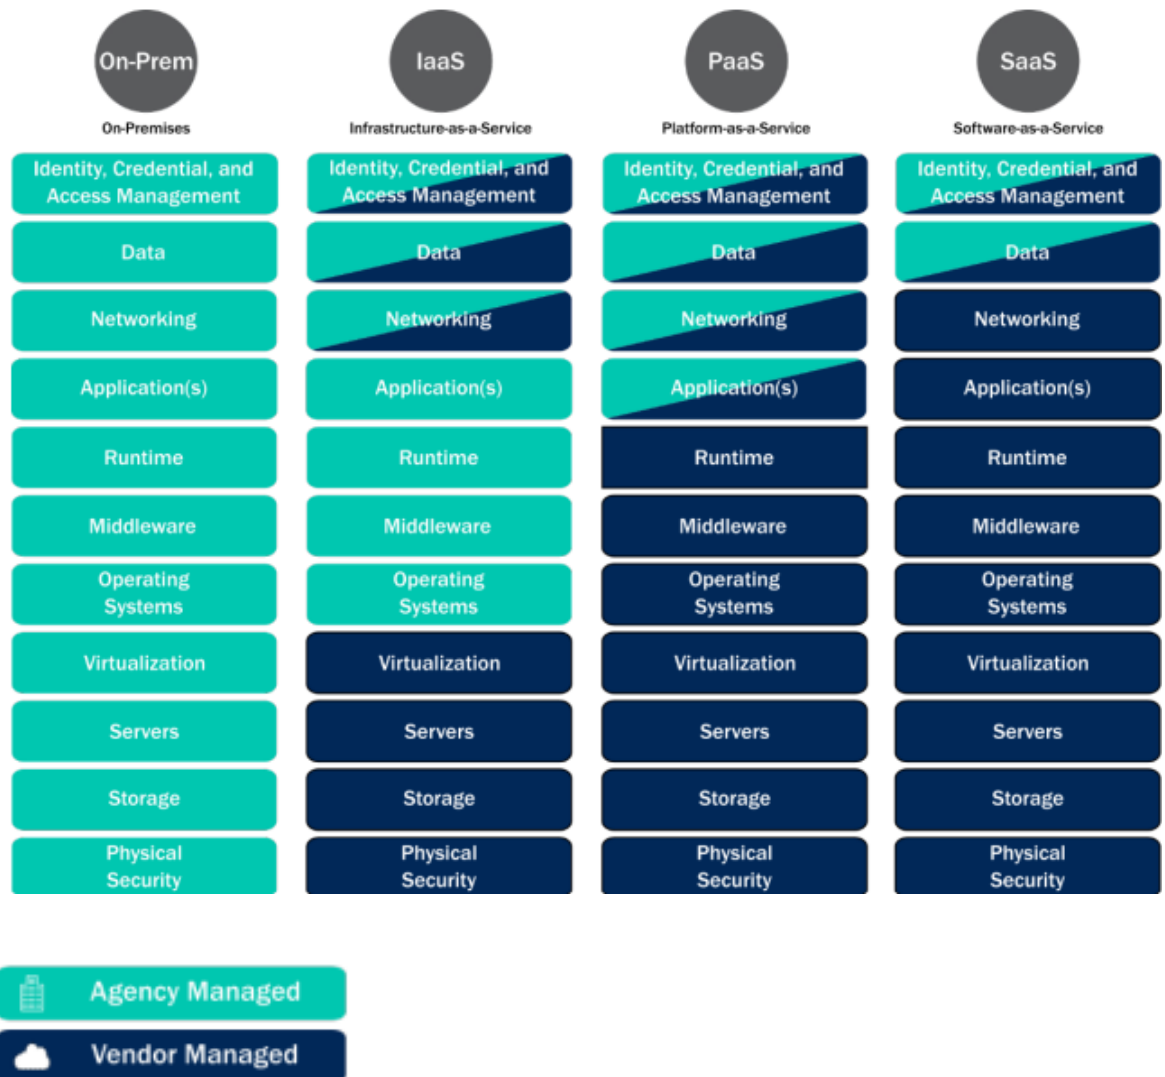 On-Prem
IaaS
PaaS
SaaS
On-Premises
Infrastructure-as-a-Service
Platform-as-a-Service
Software-as-a-Service
Identity, Credential, and
Access Management
Identity, Credential, and
Access Management
Identity, Credential, and
Access Management
Identity, Credential, and
Access Management
Data
Data
Data
Data
Networking
Networking
Networking
Networking
Application(s)
Application(s)
Application(s)
Application(s)
Runtime
Runtime
Runtime
Runtime
Middleware
Middleware
Middleware
Middleware
Operating
Systems
Operating
Systems
Operating
Systems
Operating
Systems
Virtualization
Virtualization
Virtualization
Virtualization
Servers
Servers
Servers
Servers
Storage
Storage
Storage
Storage
Physical
Security
Physical
Security
Physical
Security
Physical
Security
Agency Managed
Vendor Managed